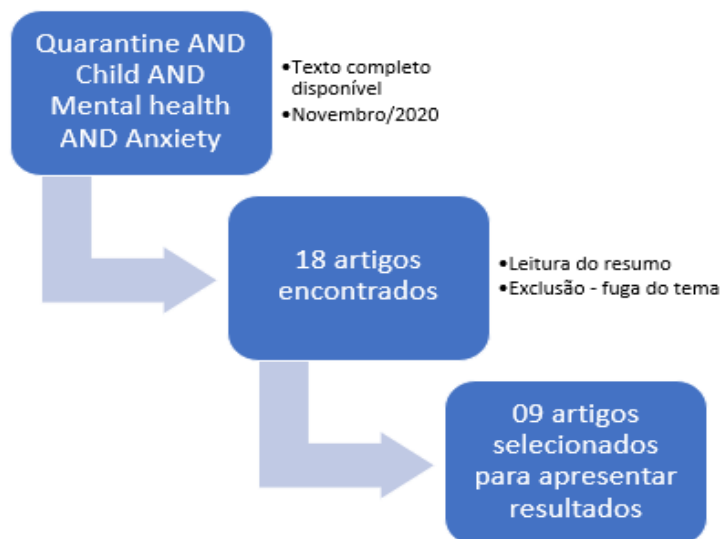 Quarantine AND
Child AND
Mental health
AND Anxiety
•Texto completo
disponível
•Novembro/2020
18 artigos
encontrados
•Leitura do resumo
•Exclusão - fuga do tema
09 artigos
selecionados
para apresentar
resultados